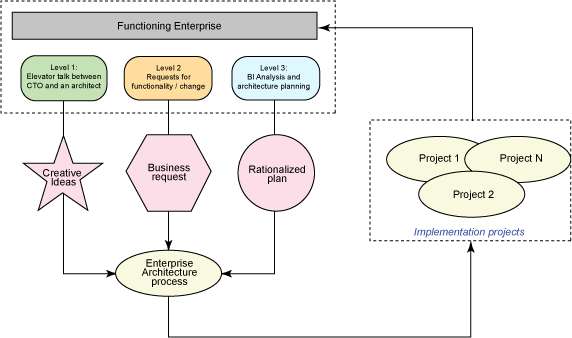 Functioning Enterprise
Level 1:
Elevator talk between
CTO and an architect
Level 2
Requests for
functionality / change
Level 3:
BI Analysis and
architecture planning
Creative
Ideas
Business
request
Rationalized
plan
Project 1
Project N
Project 2
Implementation projects
Enterprise
Architecture
process